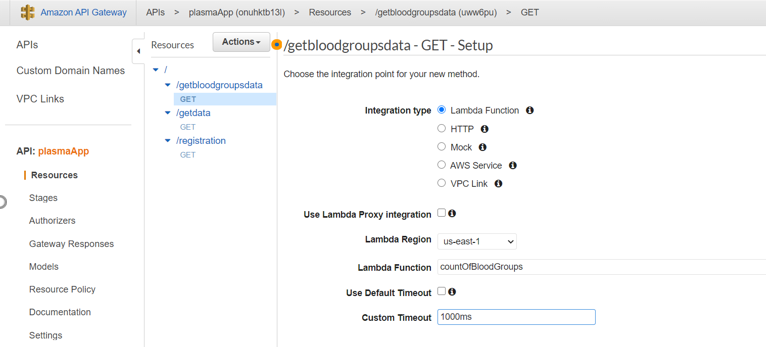 Amazon API Gateway APIs > plasmaApp (onuhktb13l) > Resources > /getbloodgroupsdata (uww6pu) > GET
APIs
Custom Domain Names
VPC Links
API: plasmaApp
Resources
Stages
Authorizers
Gateway Responses
Models
Resource Policy
Documentation
Settings
Resources Actions
/
/getbloodgroupsdata
GET
/getdata
GET
/registration
GET
/getbloodgroupsdata - GET - Setup
Choose the integration point for your new method.
Integration type Lambda Function
HTTP
Mock
AWS Service
VPC Link
Use Lambda Proxy integration
Lambda Region us-east-1
Lambda Function countOfBloodGroups
Use Default Timeout
Custom Timeout 1000ms